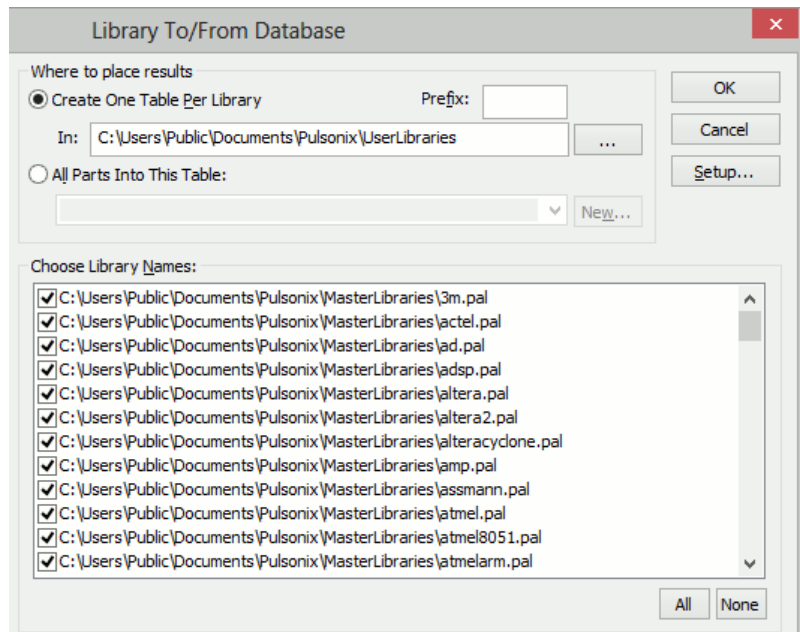 Library To/From Database
Where to place results
Create One Table Per Library Prefix:
OK
In: C:\Users\Public\Documents\Pulsonix\UserLibraries ...
Cancel
All Parts Into This Table:
Setup...
New...
Choose Library Names:
C:\Users\Public\Documents\Pulsonix\MasterLibraries\3m.pal
C:\Users\Public\Documents\Pulsonix\MasterLibraries\actel.pal
C:\Users\Public\Documents\Pulsonix\MasterLibraries\ad.pal
C:\Users\Public\Documents\Pulsonix\MasterLibraries\adsp.pal
C:\Users\Public\Documents\Pulsonix\MasterLibraries\altera.pal
C:\Users\Public\Documents\Pulsonix\MasterLibraries\altera2.pal
C:\Users\Public\Documents\Pulsonix\MasterLibraries\alteracyclone.pal
C:\Users\Public\Documents\Pulsonix\MasterLibraries\amp.pal
C:\Users\Public\Documents\Pulsonix\MasterLibraries\assmann.pal
C:\Users\Public\Documents\Pulsonix\MasterLibraries\atmel.pal
C:\Users\Public\Documents\Pulsonix\MasterLibraries\atmel8051.pal
C:\Users\Public\Documents\Pulsonix\MasterLibraries\atmelarm.pal
All None